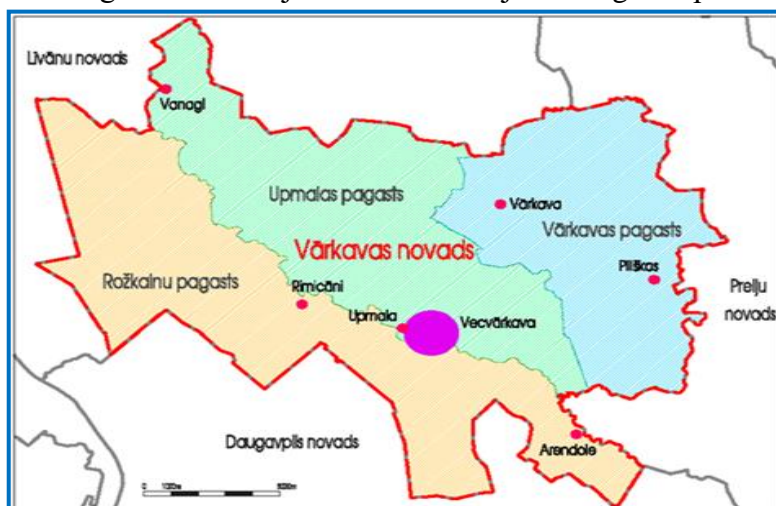 Līvānu novads
Vanagi
Upmalas pagasts
Vārkava
Vārkavas pagasts
Vārkavas novads
Rožkalnu pagasts
Rimicāni
Pilišķas
Preiļu
novads
Upmala
Vecvārkava
Daugavpils novads
Arendole